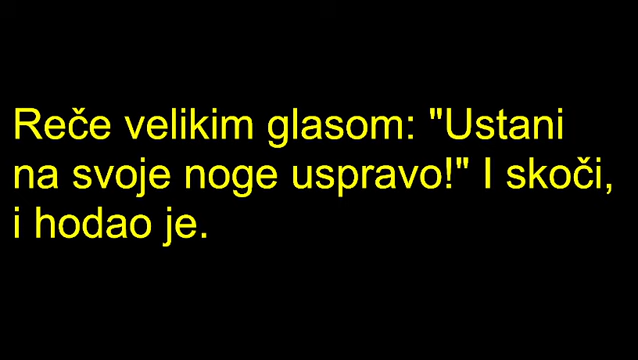 Reče velikim glasom: "Ustani
na svoje noge uspravo!" I skoči,
i hodao je.